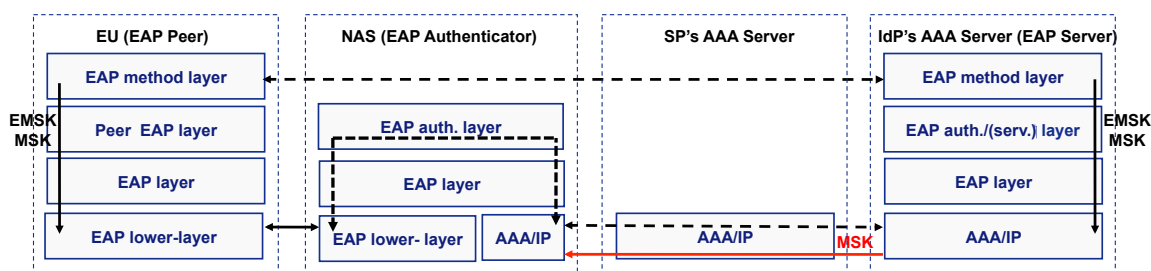 EU (EAP Peer)
NAS (EAP Authenticator)
SP's AAA Server
IdP's AAA Server (EAP Server)
EAP method layer
EAP method layer
EMSK
MSK
Peer EAP layer
EAP auth. layer
EAP auth./(serv.) layer
EMSK
MSK
EAP layer
EAP layer
EAP layer
EAP lower-layer
EAP lower- layer
AAA/IP
AAA/IP
MSK
AAA/IP